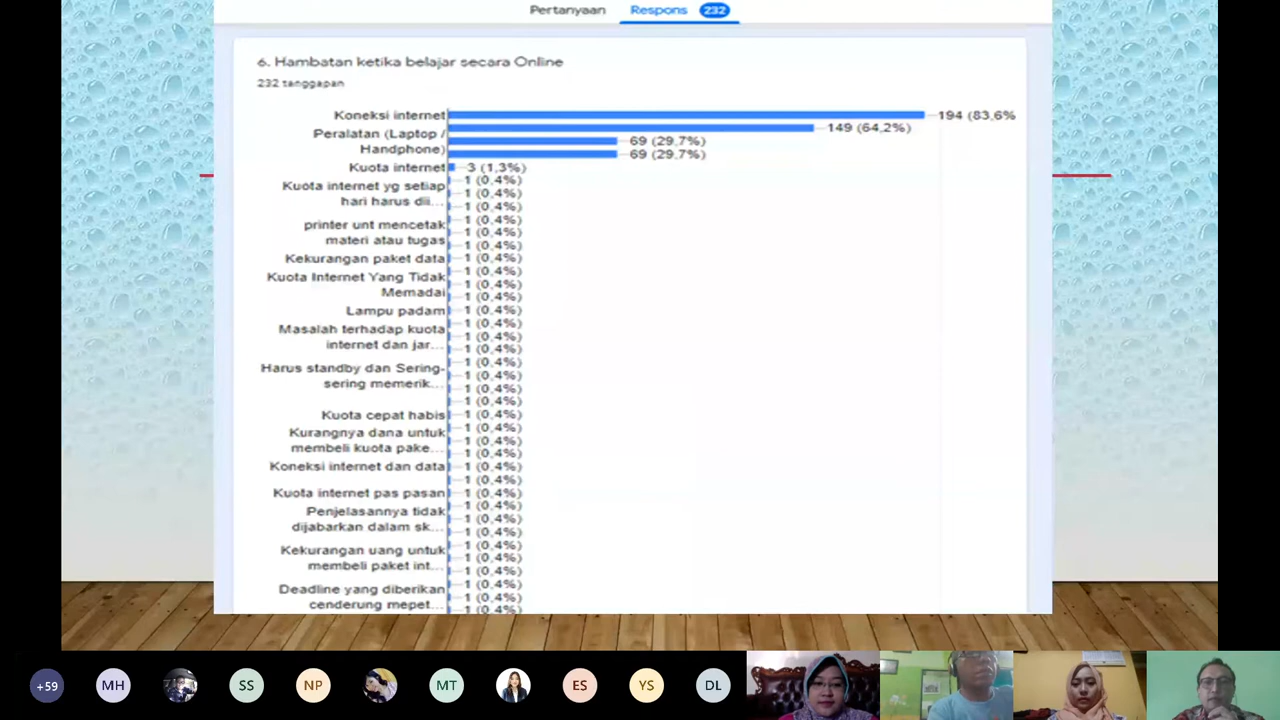 Pertanyaan Respons 232
6. Hambatan ketika belajar secara Online
232 tanggapan
Koneksi internet 194 (83,6%
149 (64,2%)
Peralatan (Laptop /
Handphone)
69 (29,7%)
69 (29,7%)
Kuota internet 3 (1,3%)
1 (0,4%)
Kuota internet yg setiap
hari harus dii...
1 (0,4%)
1 (0,4%)
1 (0,4%)
printer unt mencetak
materi atau tugas
1 (0,4%)
1 (0,4%)
Kekurangan paket data 1 (0,4%)
1 (0,4%)
Kuota Internet Yang Tidak
Memadai
1 (0,4%)
1 (0,4%)
Lampu padam 1 (0,4%)
1 (0,4%)
Masalah terhadap kuota
internet dan jar...
1 (0,4%)
1 (0,4%)
1 (0,4%)
Harus standby dan Sering-
sering memerik...
1 (0,4%)
1 (0,4%)
1 (0,4%)
Kuota cepat habis 1 (0,4%)
1 (0,4%)
Kurangnya dana untuk
membeli kuota pake...
1 (0,4%)
1 (0,4%)
Koneksi internet dan data 1 (0,4%)
1 (0,4%)
Kuota internet pas pasan 1 (0,4%)
1 (0,4%)
Penjelasannya tidak
dijabarkan dalam sk...
1 (0,4%)
1 (0,4%)
1 (0,4%)
Kekurangan uang untuk
membeli paket int...
1 (0,4%)
1 (0,4%)
1 (0,4%)
Deadline yang diberikan
cenderung mepet...
1 (0,4%)
1 (0,4%)
+59 MH SS NP MT ES YS DL